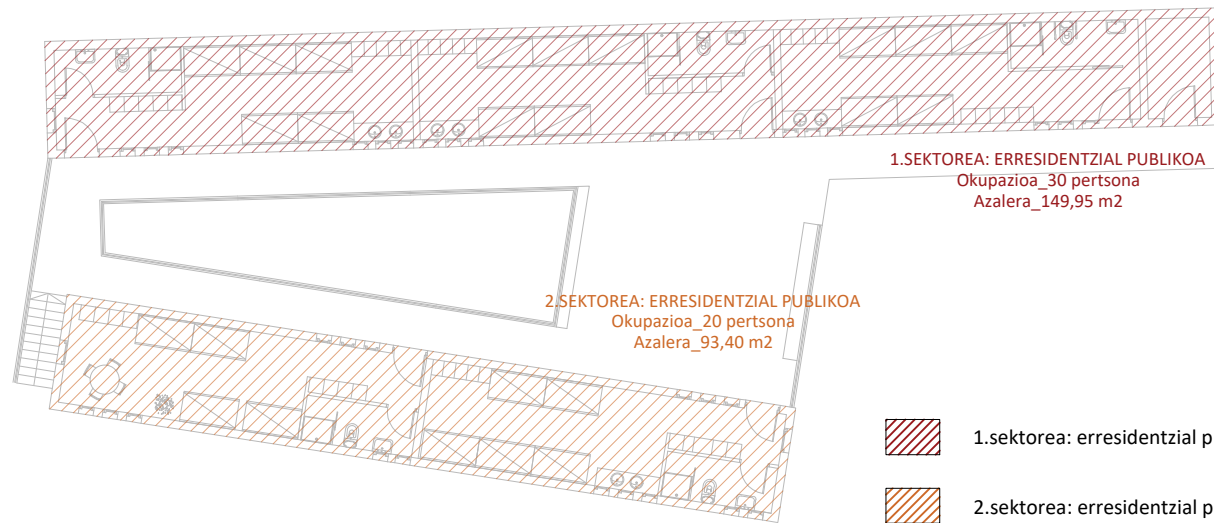 1.SEKTOREA: ERRESIDENTZIAL PUBLIKOA
Okupazioa_30 pertsona
Azalera_149,95 m2
2.SEKTOREA: ERRESIDENTZIAL PUBLIKOA
Okupazioa_20 pertsona
Azalera_93,40 m2
1.sektorea: erresidentzial p
2.sektorea: erresidentzial p